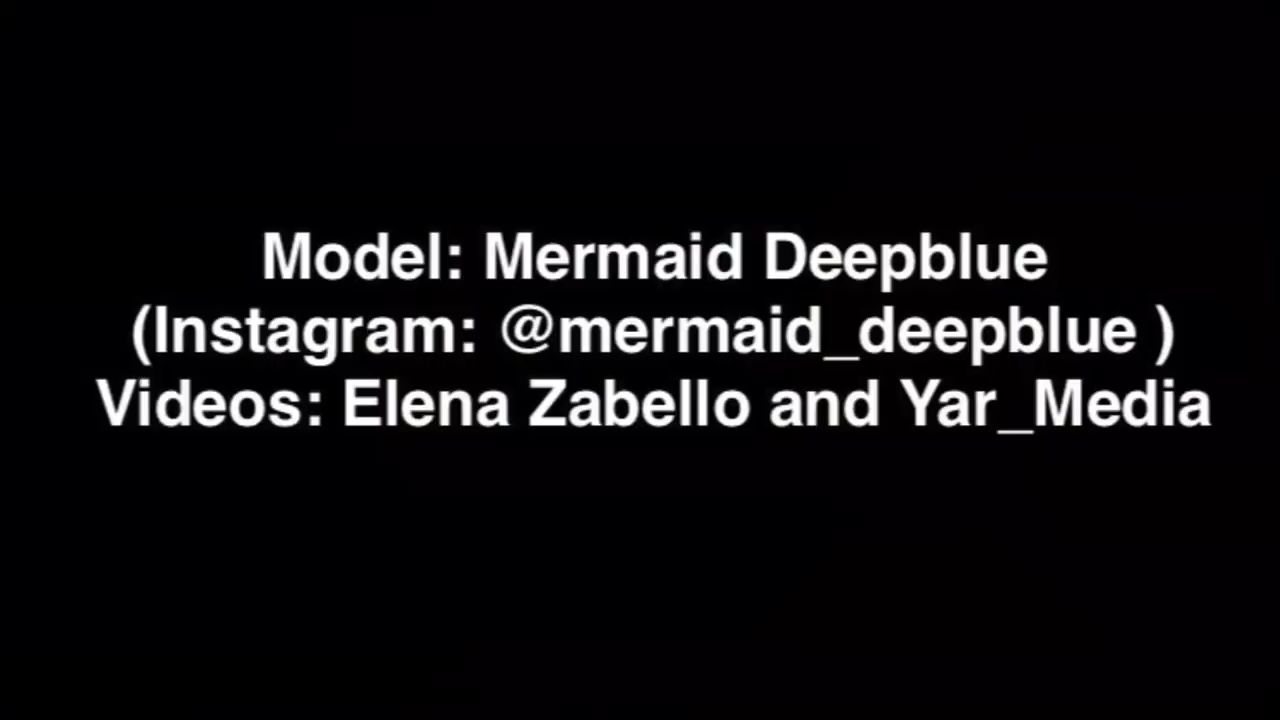 Model: Mermaid Deepblue
(Instagram: @mermaid_deepblue )
Videos: Elena Zabello and Yar_Media